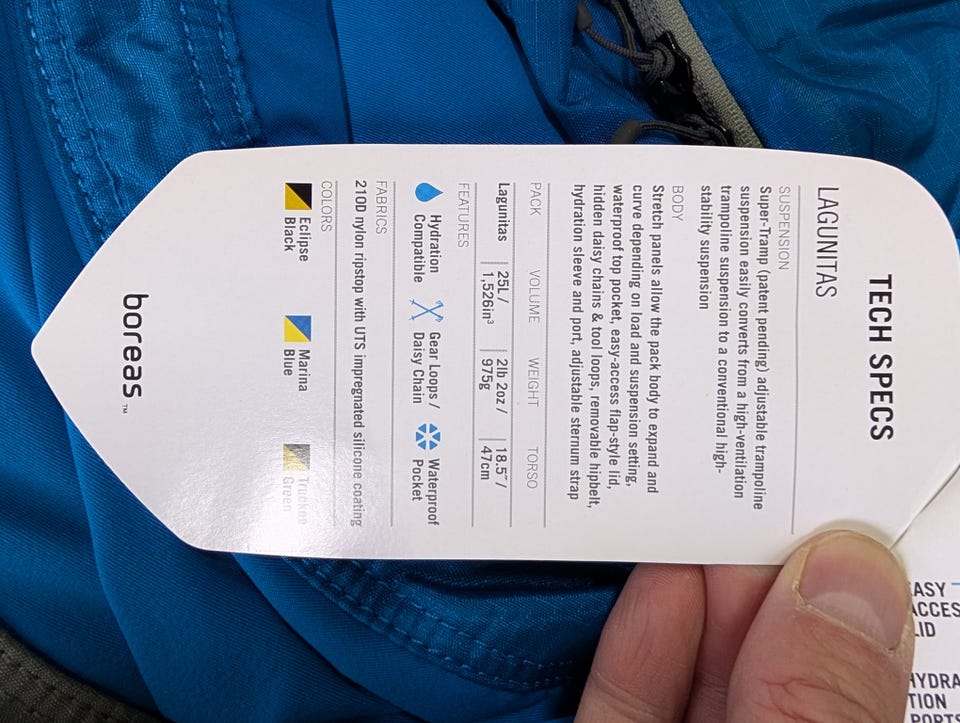 TECH SPECS
LAGUNITAS
SUSPENSION
Super-Tramp (patent pending) adjustable trampoline
suspension easily converts from a high-ventilation
trampoline suspension to a conventional high-
stability suspension
BODY
Stretch panels allow the pack body to expand and
curve depending on load and suspension setting,
waterproof top pocket, easy-access flap-style lid,
hidden daisy chains & tool loops, removable hipbelt,
hydration sleeve and port, adjustable sternum strap
PACK VOLUME WEIGHT TORSO
Lagunitas 25L / 2lb 2oz / 18.5" /
1,526in³ 975g 47cm
FEATURES
Hydration Gear Loops / Waterproof
Compatible Daisy Chain Pocket
FABRICS
210D nylon ripstop with UTS impregnated silicone coating
COLORS
Eclipse Marina Truckee
Black Blue Green
boreas™
EASY
ACCES
LID
HYDRA
TION
PORTS